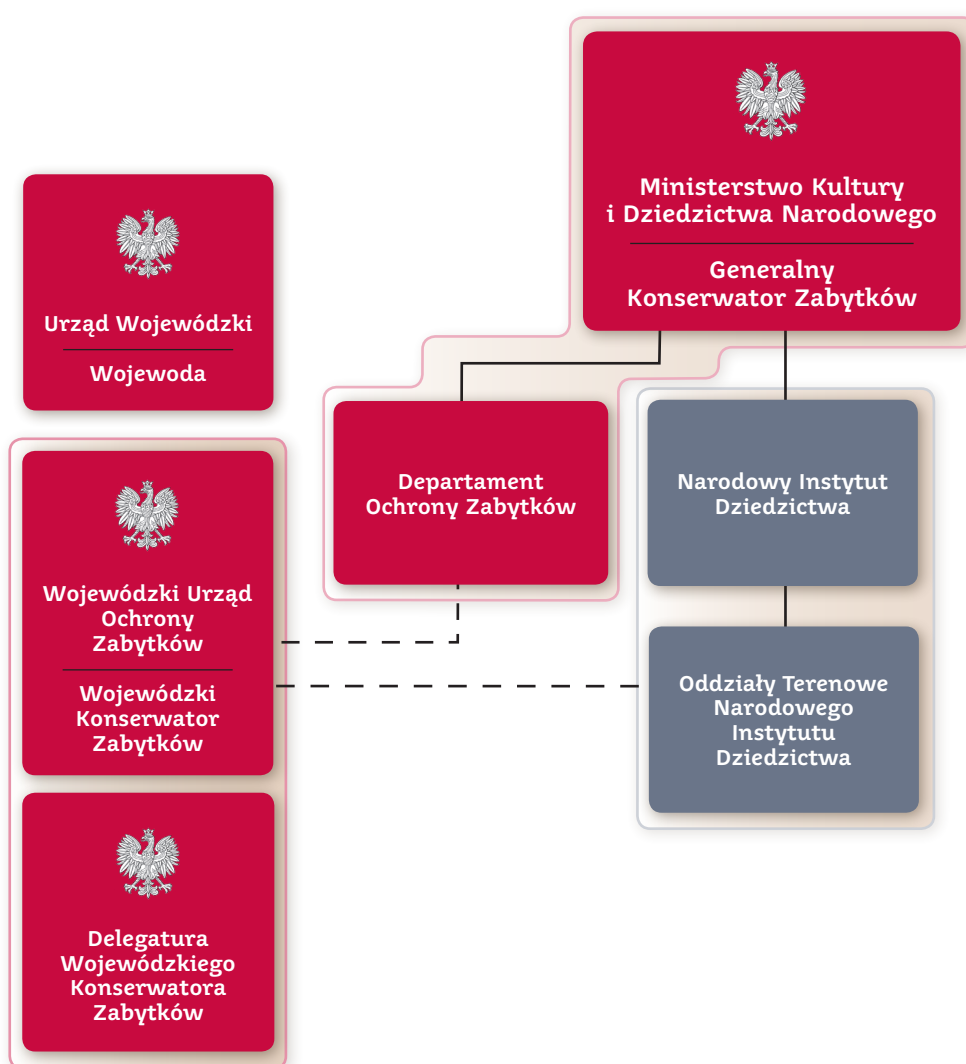 Ministerstwo Kultury
i Dziedzictwa Narodowego
Generalny
Konserwator Zabytków
Urząd Wojewódzki
Wojewoda
Departament
Ochrony Zabytków
Narodowy Instytut
Dziedzictwa
Wojewódzki Urząd
Ochrony
Zabytków
Wojewódzki
Konserwator
Zabytków
Oddziały Terenowe
Narodowego
Instytutu
Dziedzictwa
Delegatura
Wojewódzkiego
Konserwatora
Zabytków